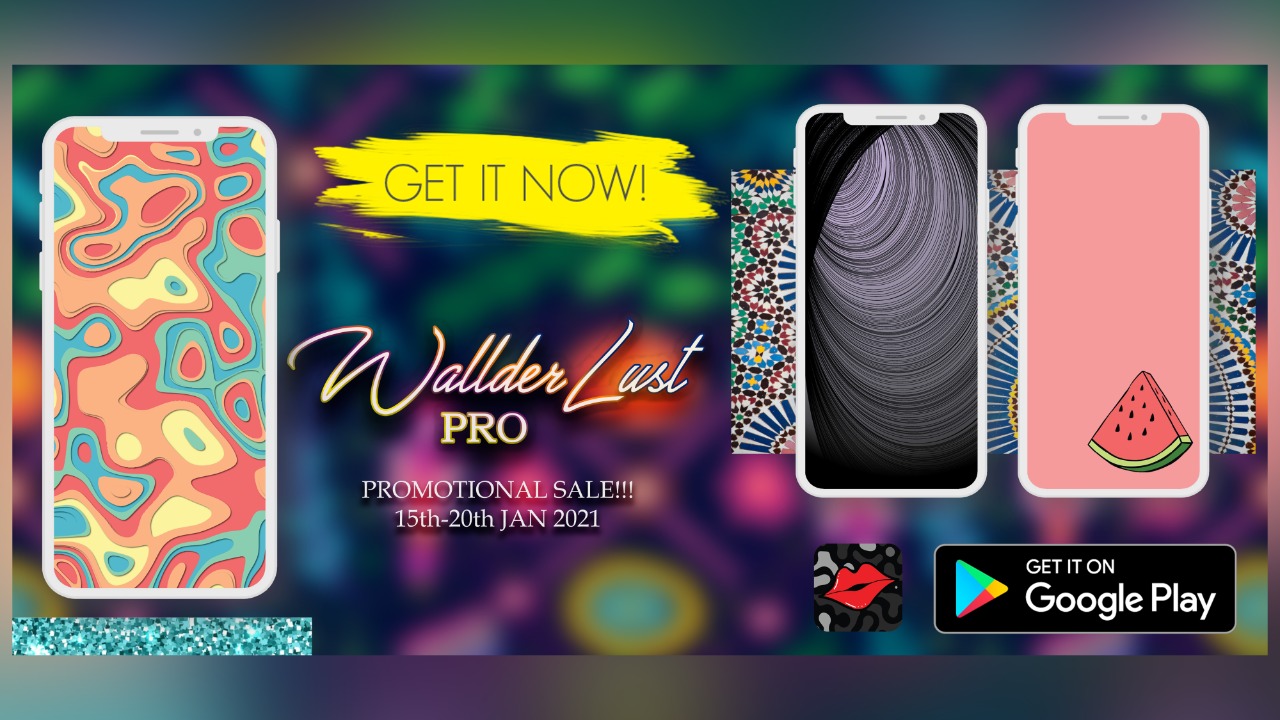 GET IT NOW!
WallderLust
PRO
PROMOTIONAL SALE!!!
15th-20th JAN 2021
GET IT ON
Google Play